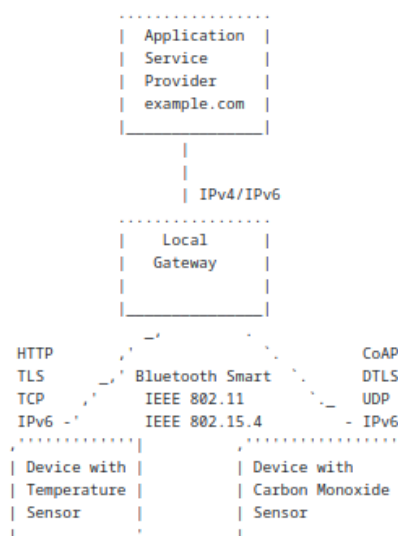 Application
Service
Provider
example.com
IPv4/IPv6
Local
Gateway
HTTP CoAP
TLS Bluetooth Smart DTLS
TCP IEEE 802.11 UDP
IPv6 IEEE 802.15.4 IPv6
Device with Device with
Temperature Carbon Monoxide
Sensor Sensor